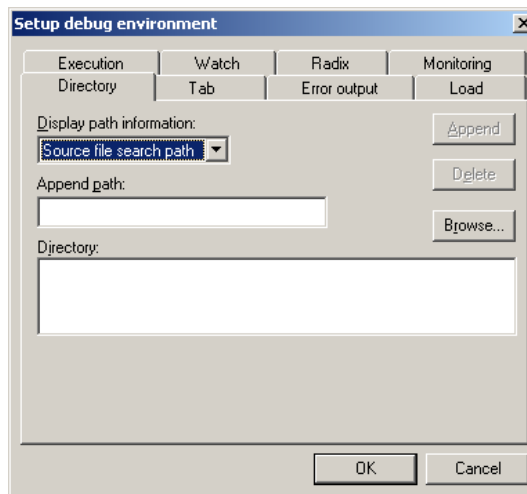 Setup debug environment
Execution Watch Radix Monitoring
Directory Tab Error output Load
Display path information:
Append
Source file search path
Delete
Append path:
Browse...
Directory:
OK Cancel